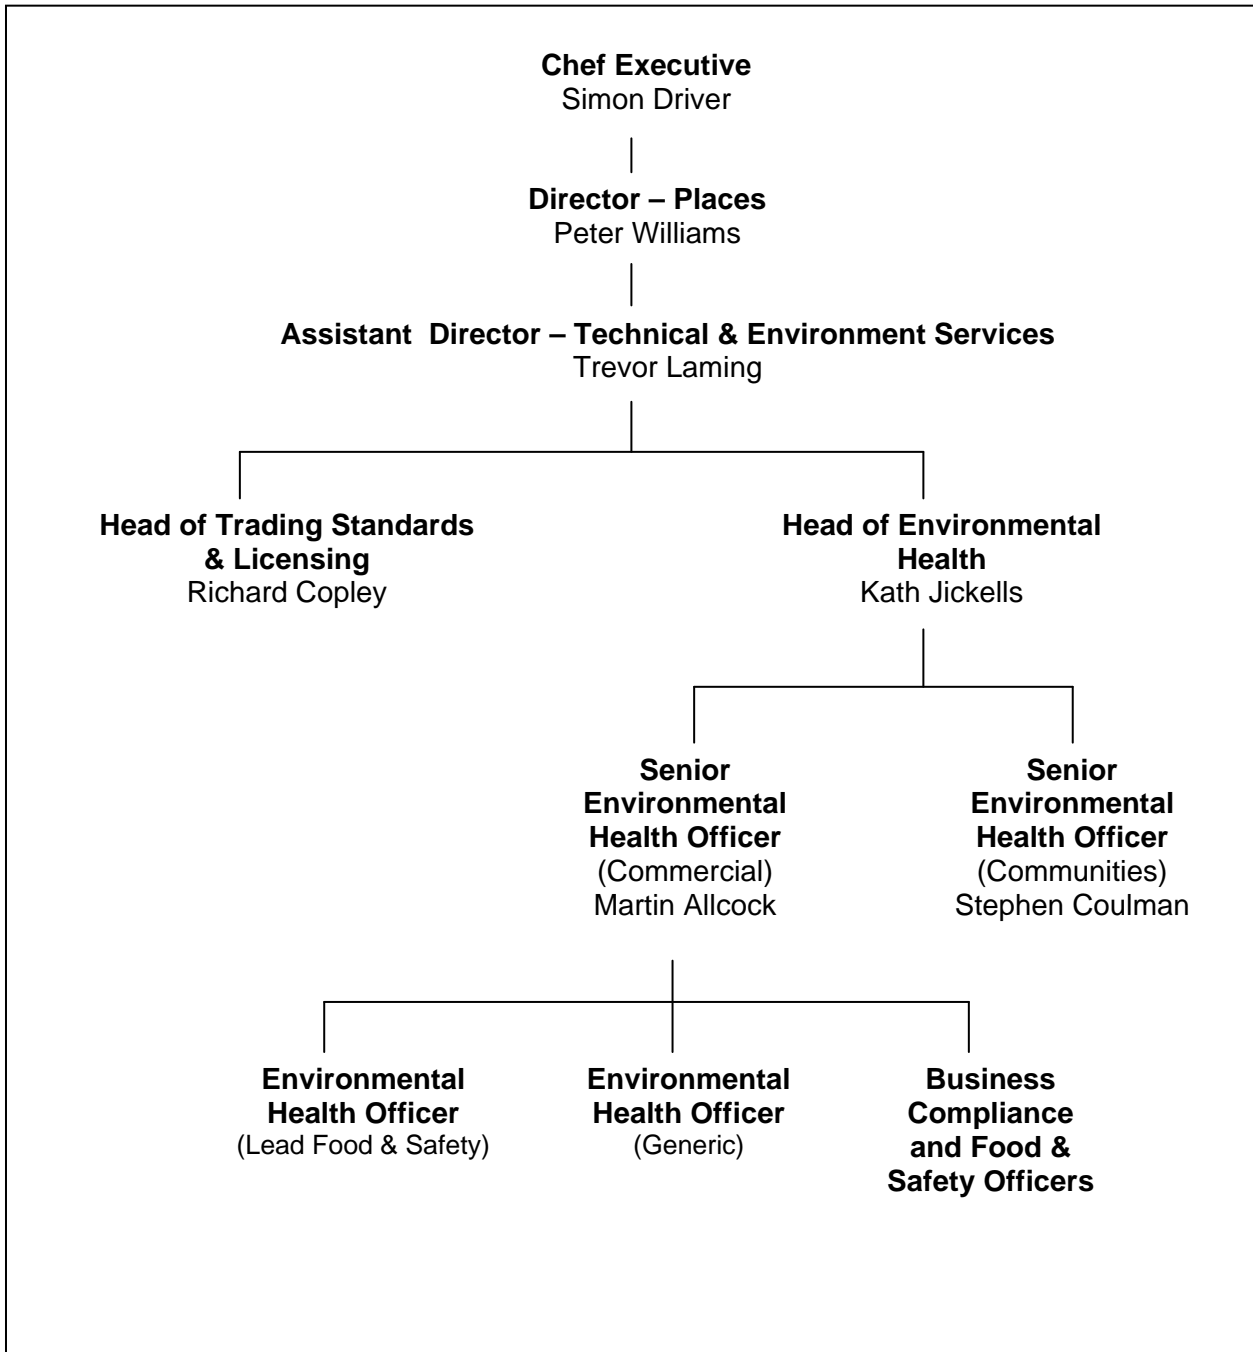 Chef Executive
Simon Driver
Director – Places
Peter Williams
Assistant  Director – Technical & Environment Services
Trevor Laming
Head of Trading Standards
& Licensing
Richard Copley
Head of Environmental
Health
Kath Jickells
Senior
Environmental
Health Officer
(Commercial)
Martin Allcock
Senior
Environmental
Health Officer
(Communities)
Stephen Coulman
Environmental
Health Officer
(Lead Food & Safety)
Environmental
Health Officer
(Generic)
Business
Compliance
and Food &
Safety Officers